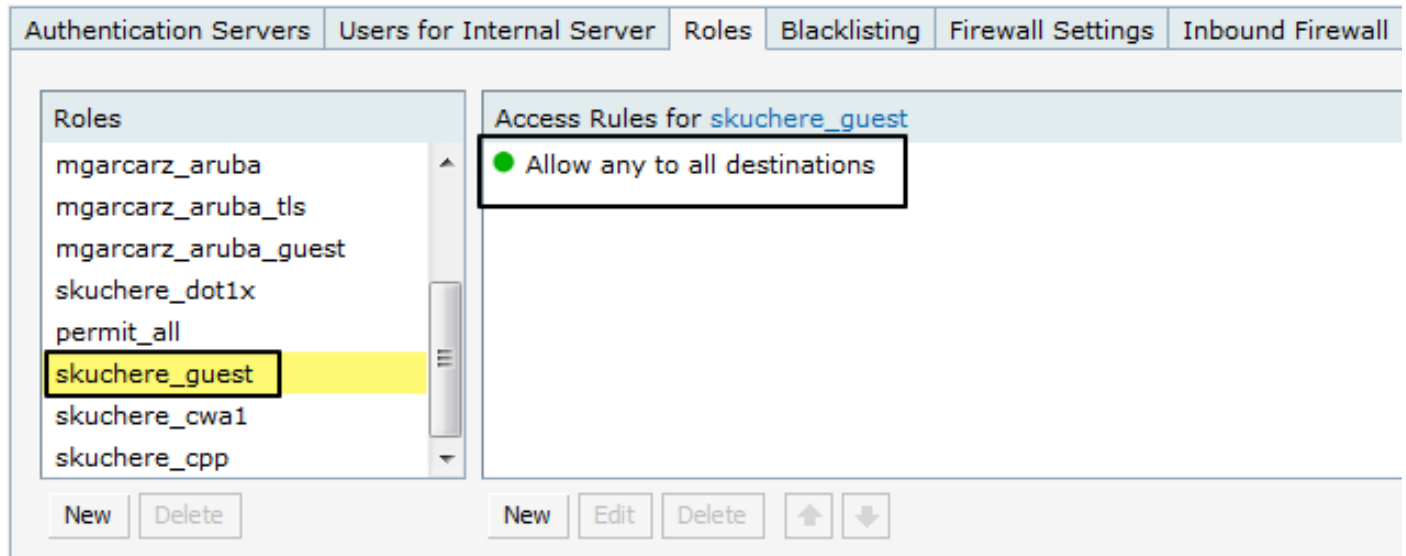 Authentication Servers Users for Internal Server Roles Blacklisting Firewall Settings Inbound Firewall
Roles
mgarcarz_aruba
mgarcarz_aruba_tls
mgarcarz_aruba_guest
skuchere_dot1x
permit_all
skuchere_guest
skuchere_cwa1
skuchere_cpp
New Delete
Access Rules for skuchere_guest
Allow any to all destinations
New Edit Delete